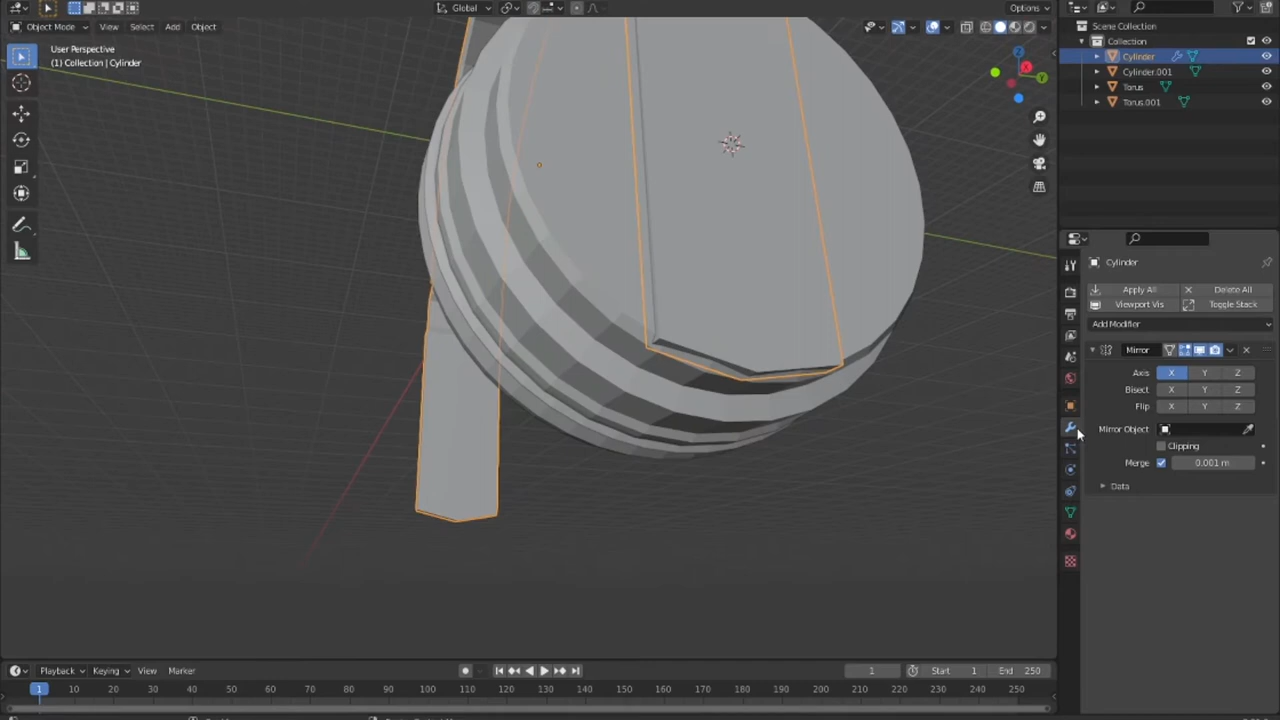 Global
Options
Object Mode
View
Select
Add
Object
User Perspective
(1) Collection | Cylinder
X
Y
Z
Scene Collection
Collection
Cylinder
Cylinder.001
Torus
Torus.001
Cylinder
Apply All
Delete All
Viewport Vis
Toggle Stack
Add Modifier
Mirror
Axis X Y Z
Bisect X Y Z
Flip X Y Z
Mirror Object
Clipping
Merge 0.001 m
Data
Playback
Keying
View
Marker
1
Start 1
End 250
1 10 20 30 40 50 60 70 80 90 100 110 120 130 140 150 160 170 180 190 200 210 220 230 240 250